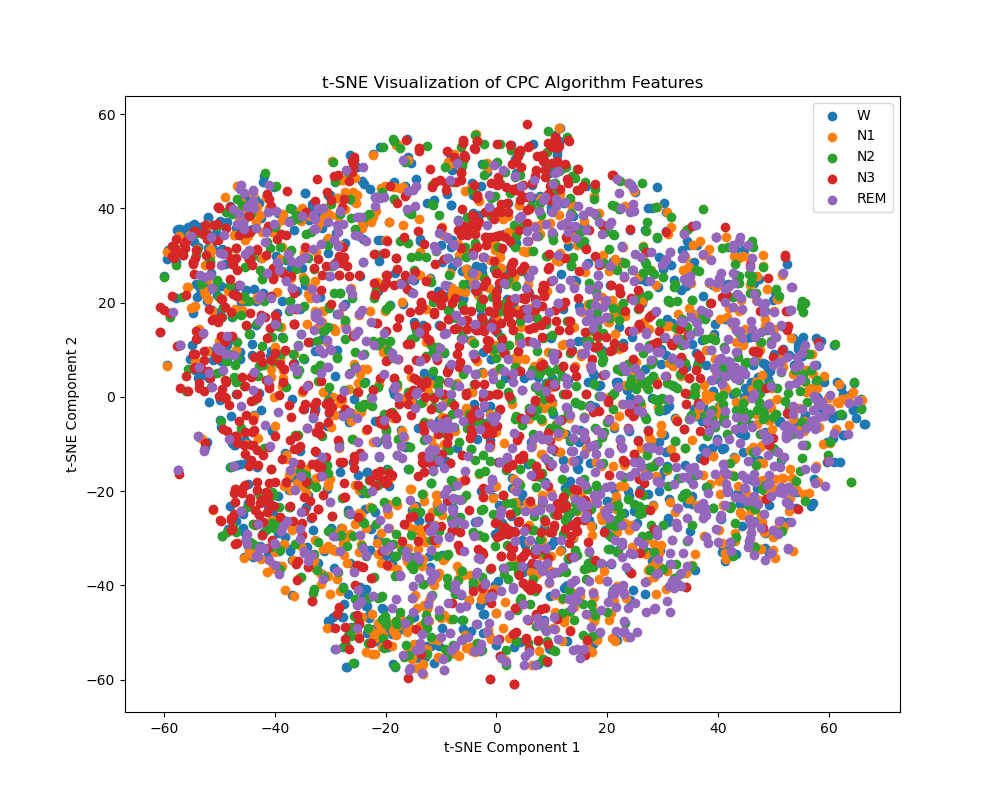 t-SNE Visualization of CPC Algorithm Features
W
N1
N2
N3
REM
60
40
20
0
−20
−40
−60
t-SNE Component 2
−60
−40
−20
0
20
40
60
t-SNE Component 1